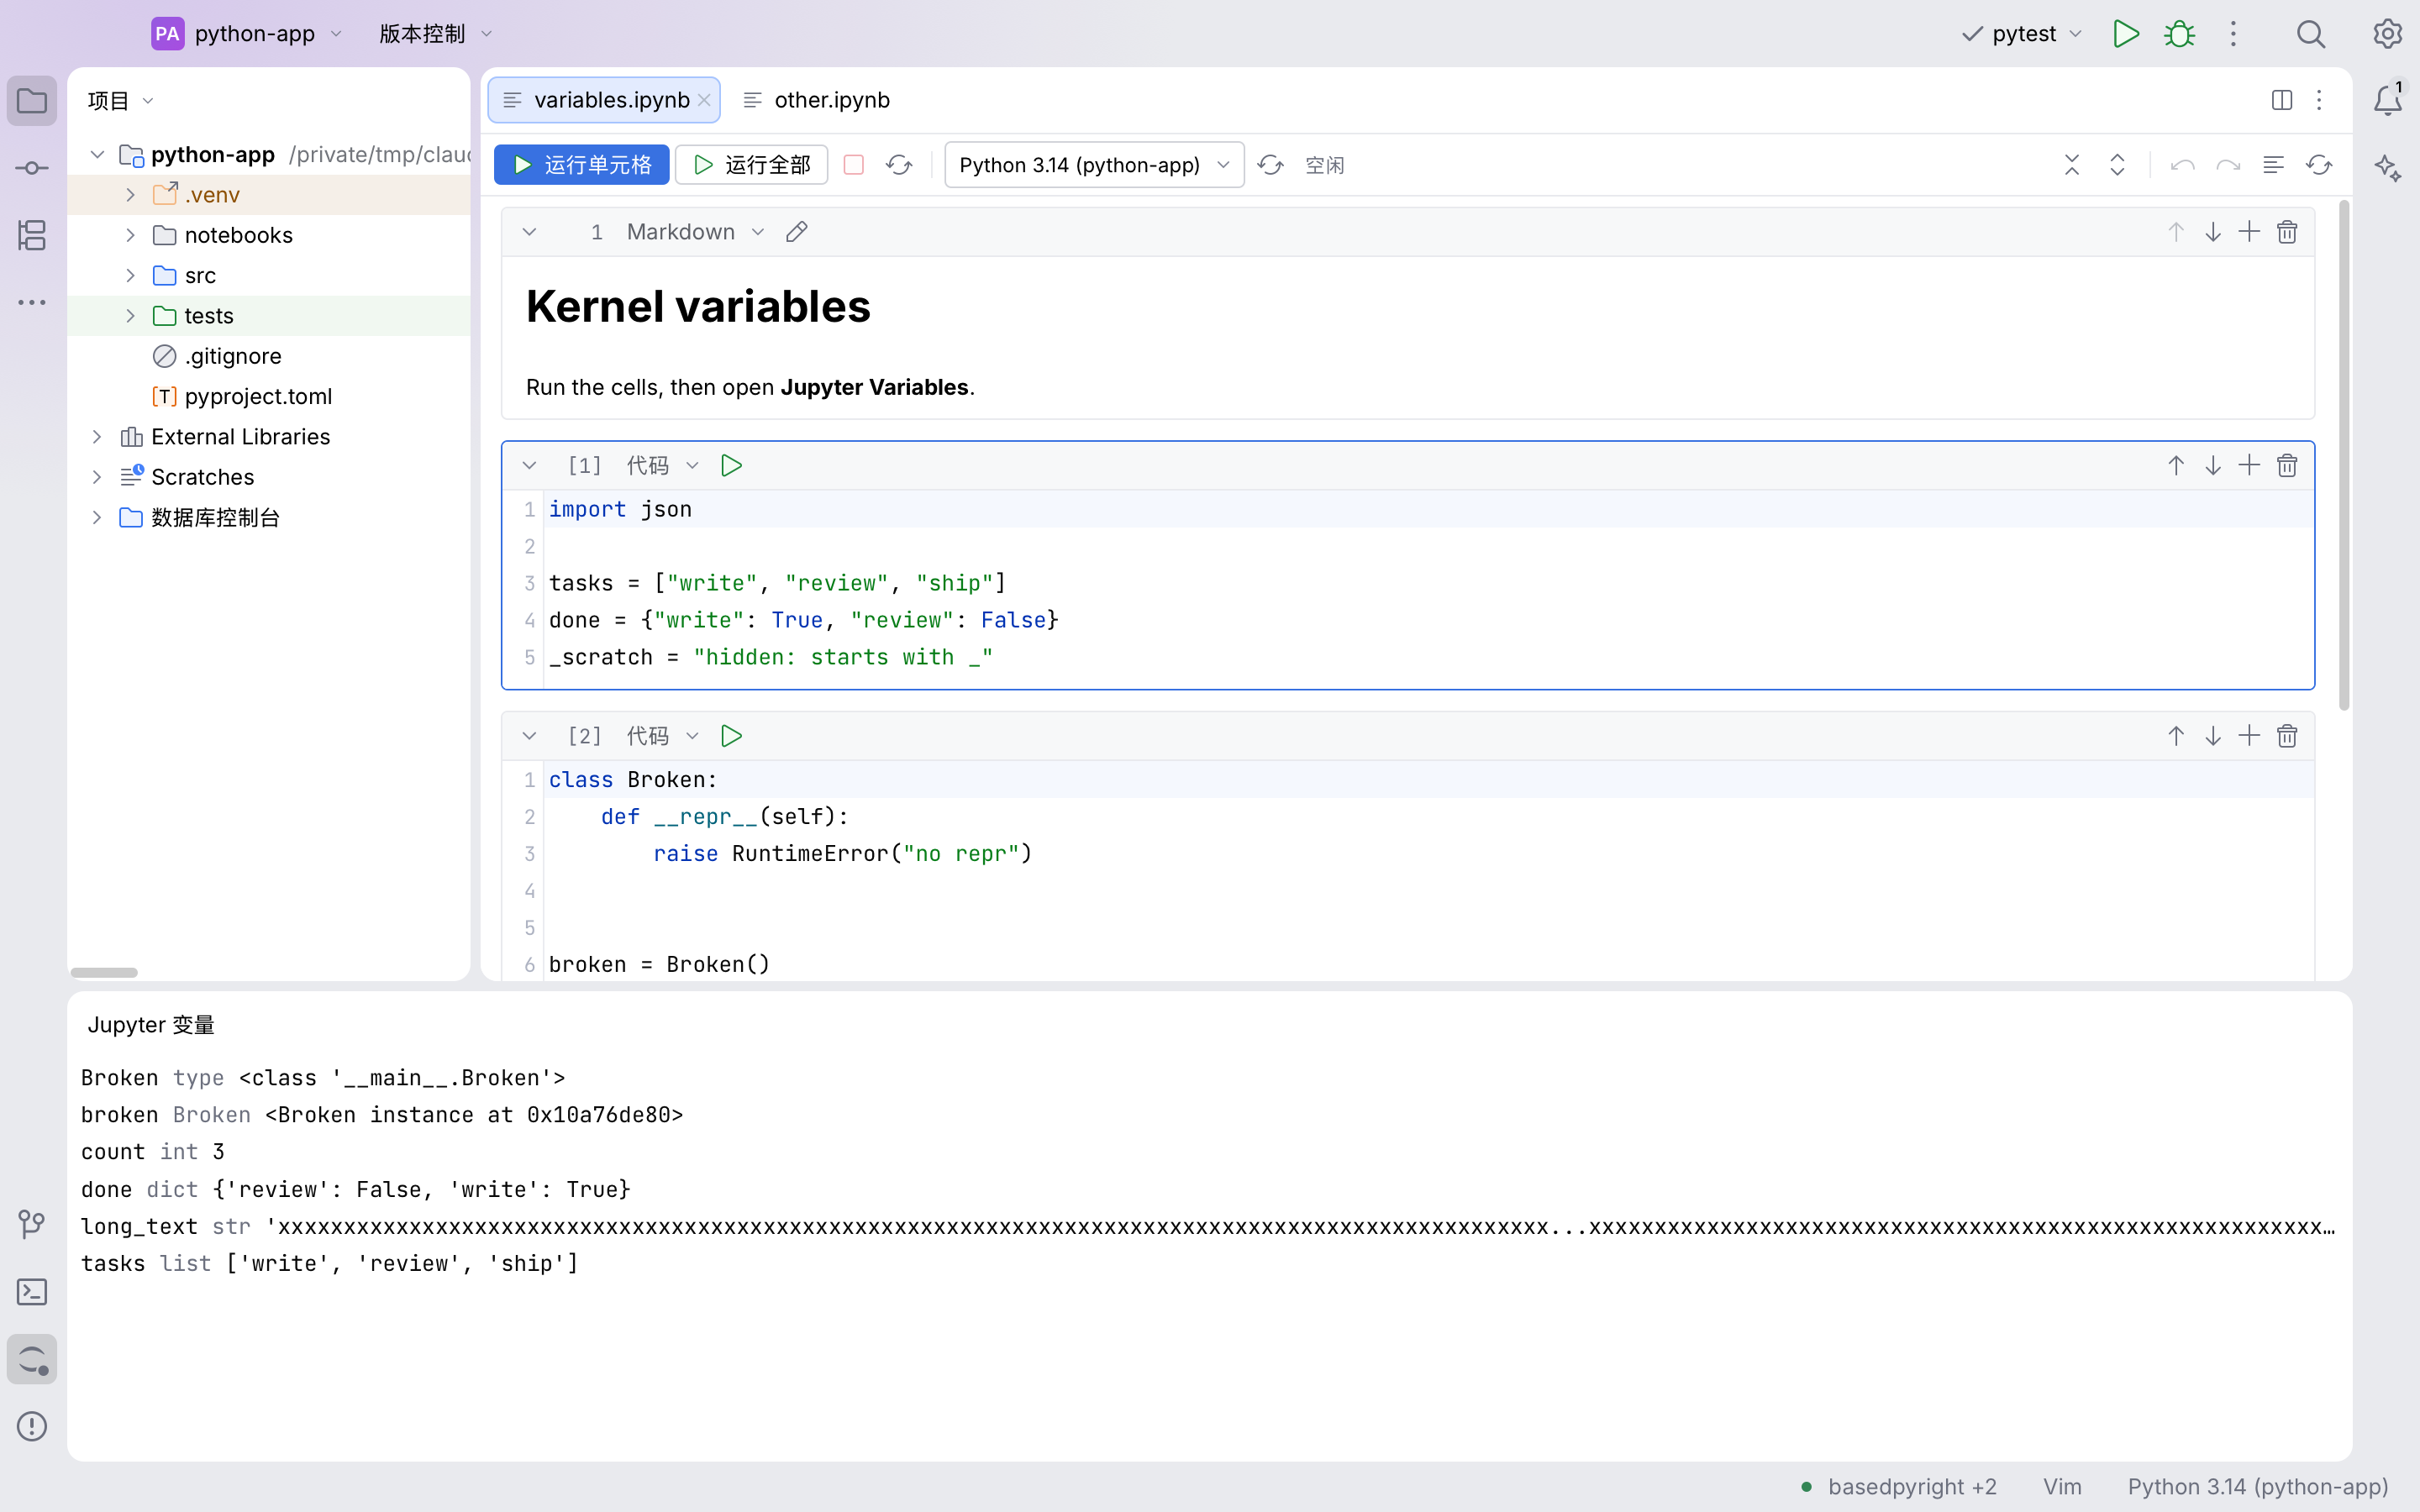 PA python-app 版本控制 pytest
项目
python-app /private/tmp/clau
.venv
notebooks
src
tests
.gitignore
[T] pyproject.toml
External Libraries
Scratches
数据库控制台
variables.ipynb other.ipynb
运行单元格 运行全部 Python 3.14 (python-app) 空闲
1 Markdown
Kernel variables
Run the cells, then open Jupyter Variables.
[1] 代码
1 import json
2
3 tasks = ["write", "review", "ship"]
4 done = {"write": True, "review": False}
5 _scratch = "hidden: starts with _"
[2] 代码
1 class Broken:
2 def __repr__(self):
3 raise RuntimeError("no repr")
4
5
6 broken = Broken()
1
Jupyter 变量
Broken type <class '__main__.Broken'>
broken Broken <Broken instance at 0x10a76de80>
count int 3
done dict {'review': False, 'write': True}
tasks list ['write', 'review', 'ship']
basedpyright +2 Vim Python 3.14 (python-app)